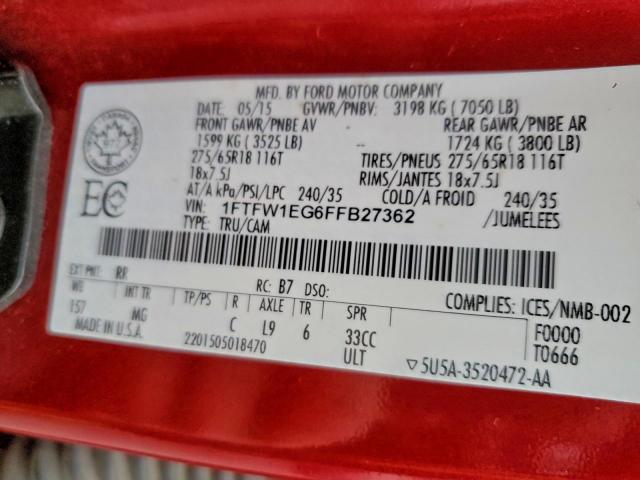 MFD. BY FORD MOTOR COMPANY
DATE: 05/15 GVWR/PNBV: 3198 KG ( 7050 LB)
FRONT GAWR/PNBE AV REAR GAWR/PNBE AR
1599 KG ( 3525 LB) 1724 KG ( 3800 LB)
275/65R18 116T TIRES/PNEUS 275/65R18 116T
18x7.5J RIMS/JANTES 18x7.5J
AT/A kPa/PSI/LPC 240/35 COLD/A FROID 240/35
VIN: 1FTFW1EG6FFB27362 /JUMELEES
TYPE: TRU/CAM
EC
EXT PNT: RR RC: B7 DSO:
COMPLIES: ICES/NMB-002
WB INT TR TP/PS R AXLE TR SPR
157 MG C L9 6 33CC F0000
MADE IN U.S.A. 2201505018470 ULT T0666
▽5U5A-3520472-AA